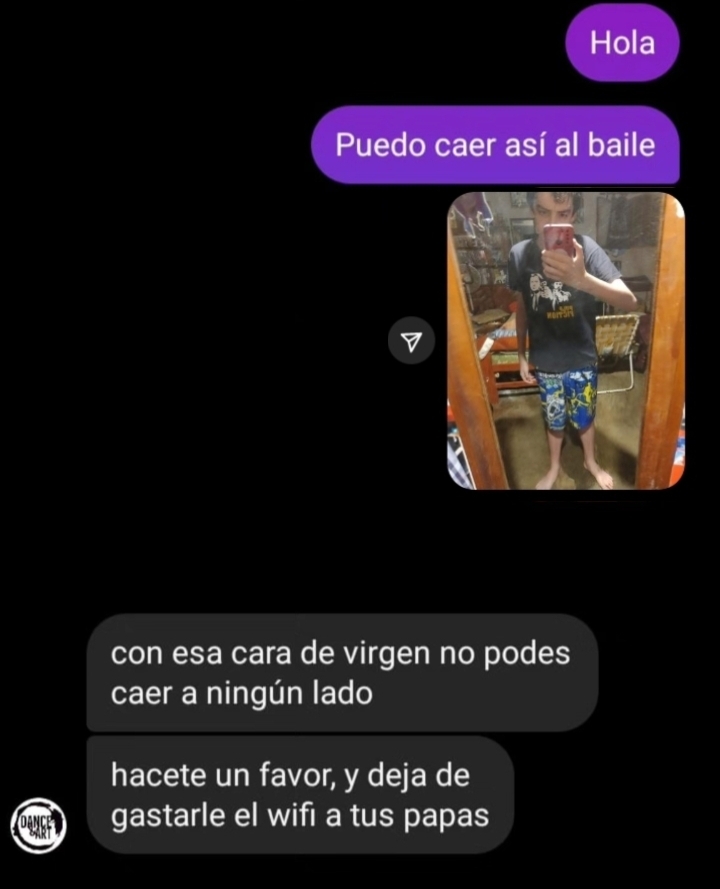 Hola
Puedo caer así al baile
con esa cara de virgen no podes
caer a ningún lado
hacete un favor, y deja de
gastarle el wifi a tus papas
DANCE
&ART